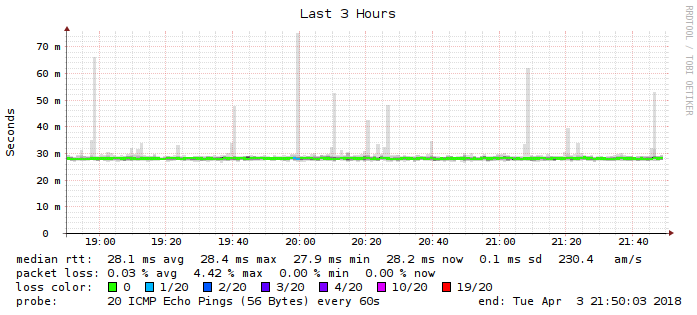 Last 3 Hours
RRDTOOL / TOBI OETIKER
Seconds
70 m
60 m
50 m
40 m
30 m
20 m
10 m
0
19:00 19:20 19:40 20:00 20:20 20:40 21:00 21:20 21:40
median rtt: 28.1 ms avg 28.4 ms max 27.9 ms min 28.2 ms now 0.1 ms sd 230.4 am/s
packet loss: 0.03 % avg 4.42 % max 0.00 % min 0.00 % now
loss color: 0 1/20 2/20 3/20 4/20 10/20 19/20
probe: 20 ICMP Echo Pings (56 Bytes) every 60s end: Tue Apr 3 21:50:03 2018